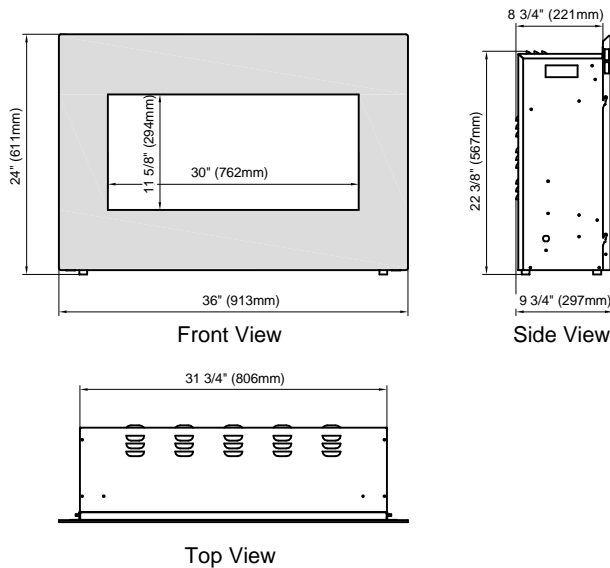 24" (611mm)
11 5/8" (294mm)
30" (762mm)
36" (913mm)
Front View
8 3/4" (221mm)
22 3/8" (567mm)
9 3/4" (297mm)
Side View
31 3/4" (806mm)
Top View